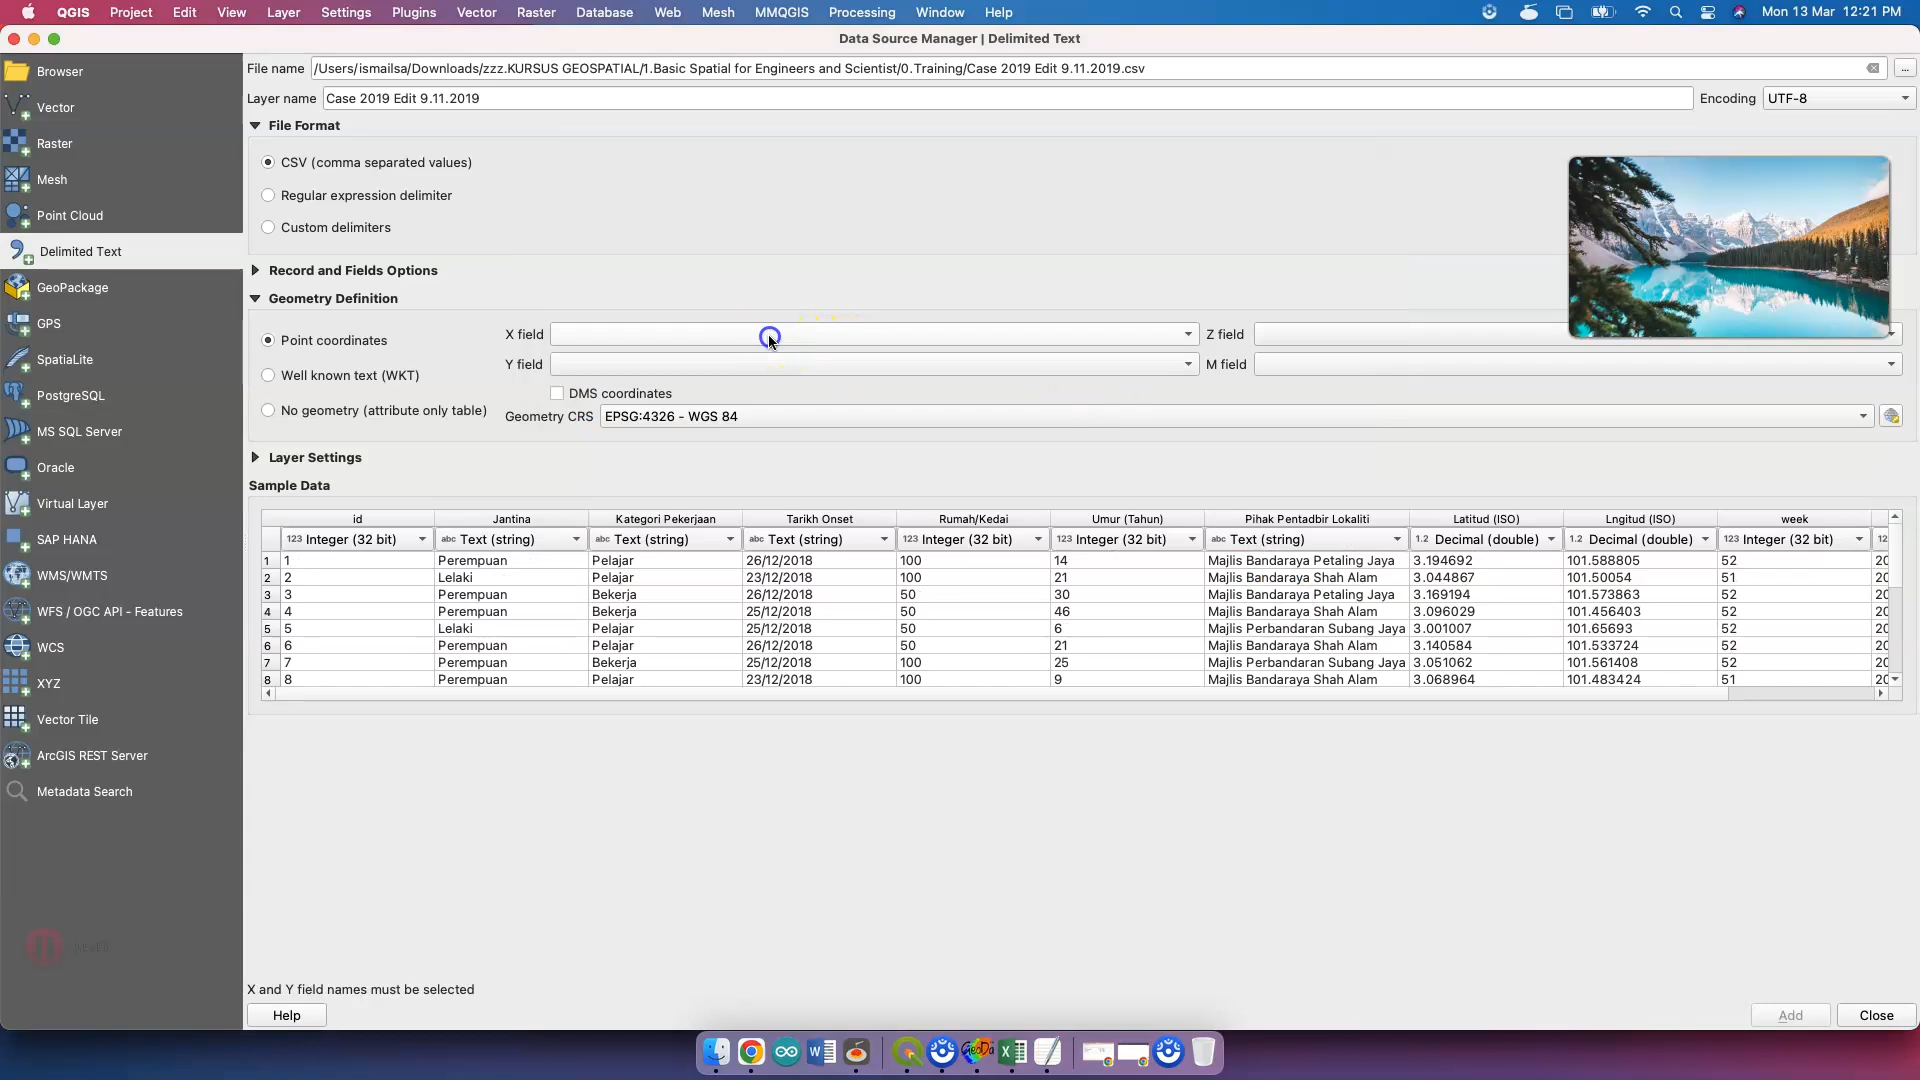 QGIS Project Edit View Layer Settings Plugins Vector Raster Database Web Mesh MMQGIS Processing Window Help Mon 13 Mar 12:21 PM
Data Source Manager | Delimited Text
Browser
Vector
Raster
Mesh
Point Cloud
Delimited Text
GeoPackage
GPS
SpatiaLite
PostgreSQL
MS SQL Server
Oracle
Virtual Layer
SAP HANA
WMS/WMTS
WFS / OGC API - Features
WCS
XYZ
Vector Tile
ArcGIS REST Server
Metadata Search
File name /Users/ismailsa/Downloads/zzz.KURSUS GEOSPATIAL/1.Basic Spatial for Engineers and Scientist/0.Training/Case 2019 Edit 9.11.2019.csv ...
Layer name Case 2019 Edit 9.11.2019 Encoding UTF-8
File Format
CSV (comma separated values)
Regular expression delimiter
Custom delimiters
Record and Fields Options
Geometry Definition
Point coordinates X field Z field
Well known text (WKT) Y field M field
No geometry (attribute only table) DMS coordinates
Geometry CRS EPSG:4326 - WGS 84
Layer Settings
Sample Data
id Jantina Kategori Pekerjaan Tarikh Onset Rumah/Kedai Umur (Tahun) Pihak Pentadbir Lokaliti Latitud (ISO) Lngitud (ISO) week
123 Integer (32 bit) abc Text (string) abc Text (string) abc Text (string) 123 Integer (32 bit) 123 Integer (32 bit) abc Text (string) 1.2 Decimal (double) 1.2 Decimal (double) 123 Integer (32 bit) 12
1 1 Perempuan Pelajar 26/12/2018 100 14 Majlis Bandaraya Petaling Jaya 3.194692 101.588805 52 20
2 2 Lelaki Pelajar 23/12/2018 100 21 Majlis Bandaraya Shah Alam 3.044867 101.50054 51 20
3 3 Perempuan Bekerja 26/12/2018 50 30 Majlis Bandaraya Petaling Jaya 3.169194 101.573863 52 20
4 4 Perempuan Bekerja 25/12/2018 50 46 Majlis Bandaraya Shah Alam 3.096029 101.456403 52 20
5 5 Lelaki Pelajar 25/12/2018 50 6 Majlis Perbandaran Subang Jaya 3.001007 101.65693 52 20
6 6 Perempuan Pelajar 26/12/2018 50 21 Majlis Bandaraya Shah Alam 3.140584 101.533724 52 20
7 7 Perempuan Bekerja 25/12/2018 100 25 Majlis Perbandaran Subang Jaya 3.051062 101.561408 52 20
8 8 Perempuan Pelajar 23/12/2018 100 9 Majlis Bandaraya Shah Alam 3.068964 101.483424 51 20
X and Y field names must be selected
Help Add Close
GeoDa